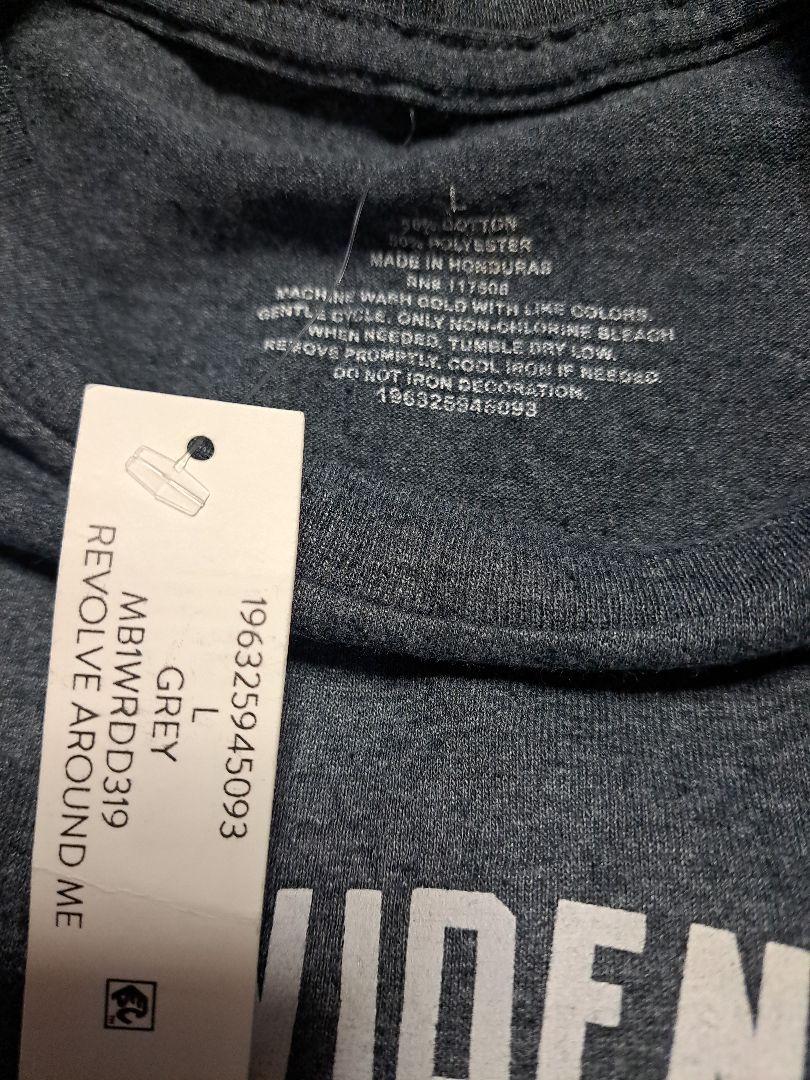 L
50% COTTON
50% POLYESTER
MADE IN HONDURAS
RN# 117508
MACHINE WASH COLD WITH LIKE COLORS.
GENTLE CYCLE. ONLY NON-CHLORINE BLEACH
WHEN NEEDED. TUMBLE DRY LOW.
REMOVE PROMPTLY. COOL IRON IF NEEDED.
DO NOT IRON DECORATION.
196325945093
196325945093
L
GREY
MB1WRDD319
REVOLVE AROUND ME
VIDEN